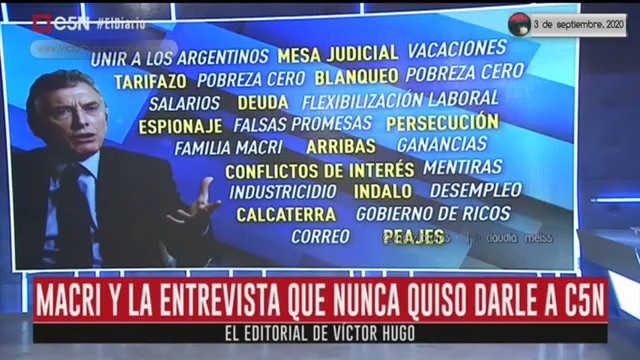 C5N #ElDiario
3 de septiembre, 2020
UNIR A LOS ARGENTINOS MESA JUDICIAL VACACIONES
TARIFAZO POBREZA CERO BLANQUEO POBREZA CERO
SALARIOS DEUDA FLEXIBILIZACIÓN LABORAL
ESPIONAJE FALSAS PROMESAS PERSECUCIÓN
FAMILIA MACRI ARRIBAS GANANCIAS
CONFLICTOS DE INTERÉS MENTIRAS
INDUSTRICIDIO INDALO DESEMPLEO
CALCATERRA GOBIERNO DE RICOS
CORREO PEAJES
claudia meiss
MACRI Y LA ENTREVISTA QUE NUNCA QUISO DARLE A C5N
EL EDITORIAL DE VÍCTOR HUGO